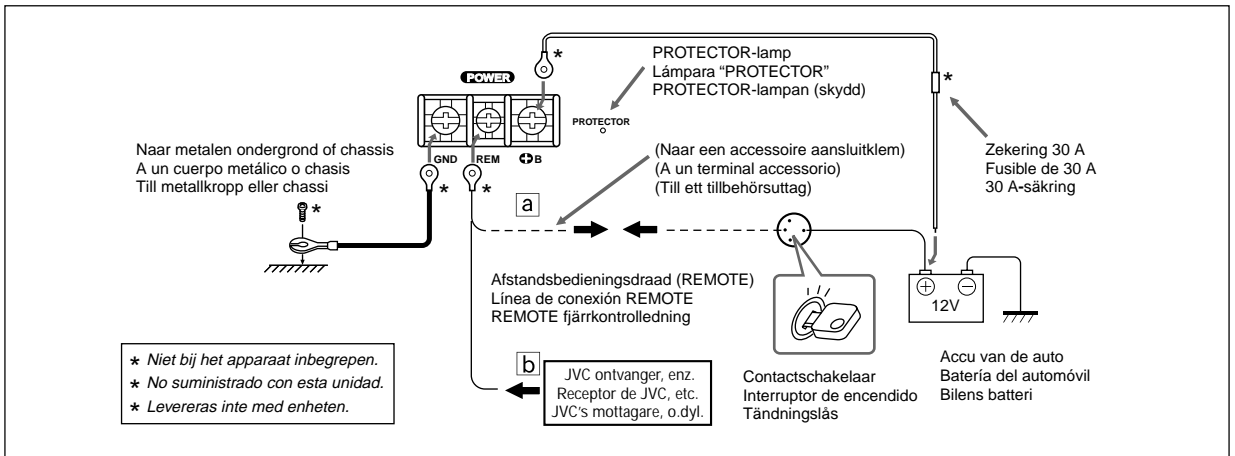 PROTECTOR-lamp
Lámpara “PROTECTOR”
PROTECTOR-lampan (skydd)
*
*
POWER
PROTECTOR
GND
REM
B
*
*
Naar metalen ondergrond of chassis
A un cuerpo metálico o chasis
Till metallkropp eller chassi
*
(Naar een accessoire aansluitklem)
(A un terminal accessorio)
(Till ett tillbehörsuttag)
Zekering 30 A
Fusible de 30 A
30 A-säkring
a
Afstandsbedieningsdraad (REMOTE)
Línea de conexión REMOTE
REMOTE fjärrkontrolledning
+ −
12V
* Niet bij het apparaat inbegrepen.
* No suministrado con esta unidad.
* Levereras inte med enheten.
b
JVC ontvanger, enz.
Receptor de JVC, etc.
JVC's mottagare, o.dyl.
Contactschakelaar
Interruptor de encendido
Tändningslås
Accu van de auto
Batería del automóvil
Bilens batteri